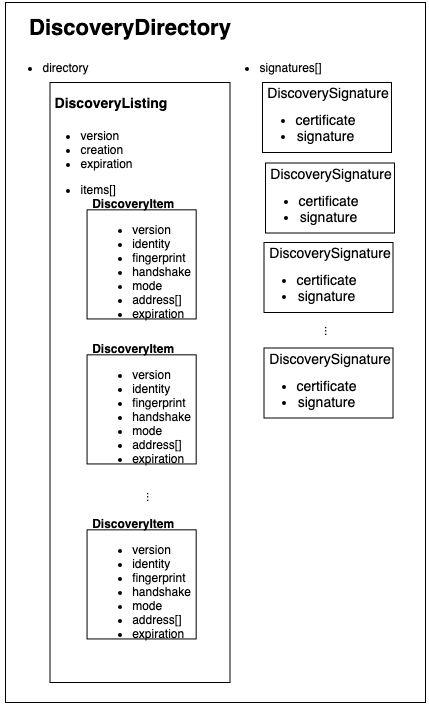 DiscoveryDirectory
directory
DiscoveryListing
version
creation
expiration
items[]
DiscoveryItem
version
identity
fingerprint
handshake
mode
address[]
expiration
DiscoveryItem
version
identity
fingerprint
handshake
mode
address[]
expiration
⋮
DiscoveryItem
version
identity
fingerprint
handshake
mode
address[]
expiration
signatures[]
DiscoverySignature
certificate
signature
DiscoverySignature
certificate
signature
DiscoverySignature
certificate
signature
⋮
DiscoverySignature
certificate
signature